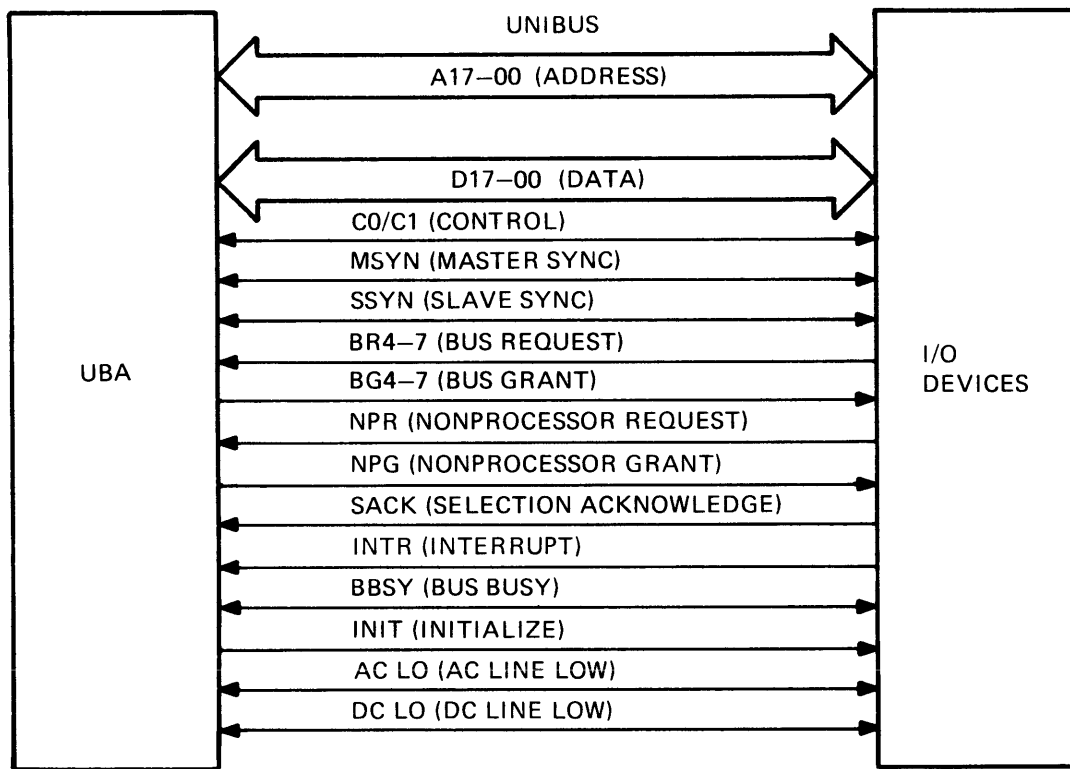 UNIBUS
A17–00 (ADDRESS)
D17–00 (DATA)
C0/C1 (CONTROL)
MSYN (MASTER SYNC)
SSYN (SLAVE SYNC)
BR4–7 (BUS REQUEST)
UBA
BG4–7 (BUS GRANT)
I/O
DEVICES
NPR (NONPROCESSOR REQUEST)
NPG (NONPROCESSOR GRANT)
SACK (SELECTION ACKNOWLEDGE)
INTR (INTERRUPT)
BBSY (BUS BUSY)
INIT (INITIALIZE)
AC LO (AC LINE LOW)
DC LO (DC LINE LOW)